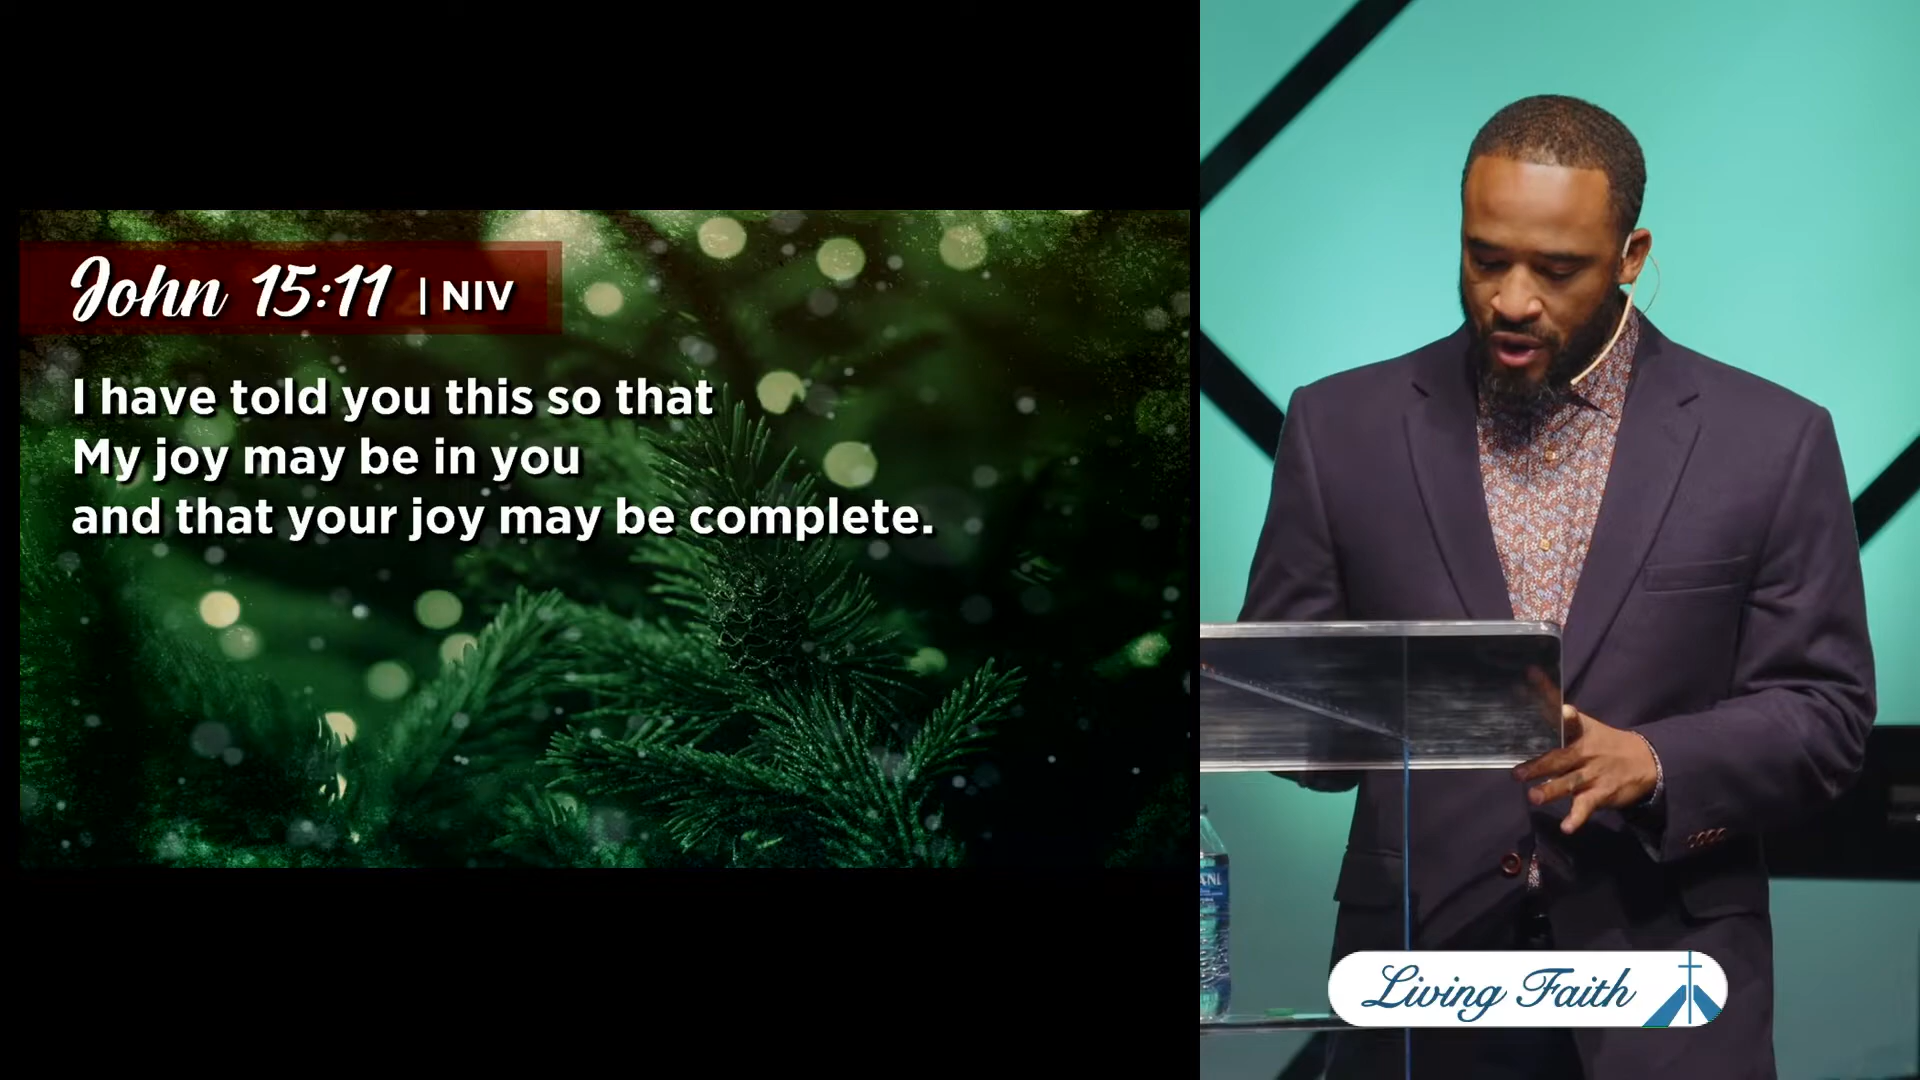 John 15:11 | NIV
I have told you this so that
My joy may be in you
and that your joy may be complete.
Living Faith